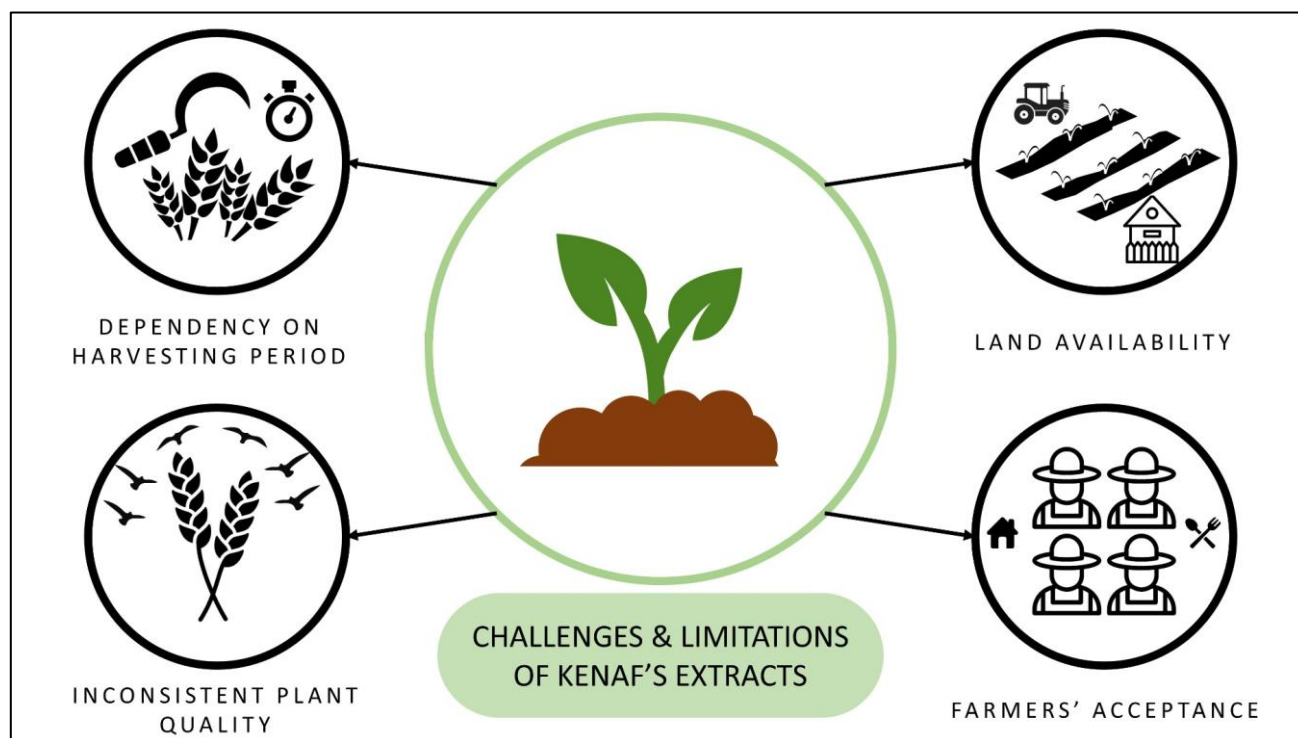 DEPENDENCY ON
HARVESTING PERIOD
LAND AVAILABILITY
INCONSISTENT PLANT
QUALITY
CHALLENGES & LIMITATIONS
OF KENAF'S EXTRACTS
FARMERS' ACCEPTANCE